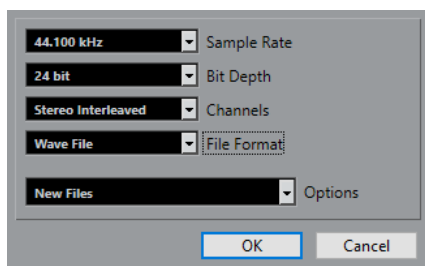 44.100 kHz Sample Rate
24 bit Bit Depth
Stereo Interleaved Channels
Wave File File Format
New Files Options
OK Cancel